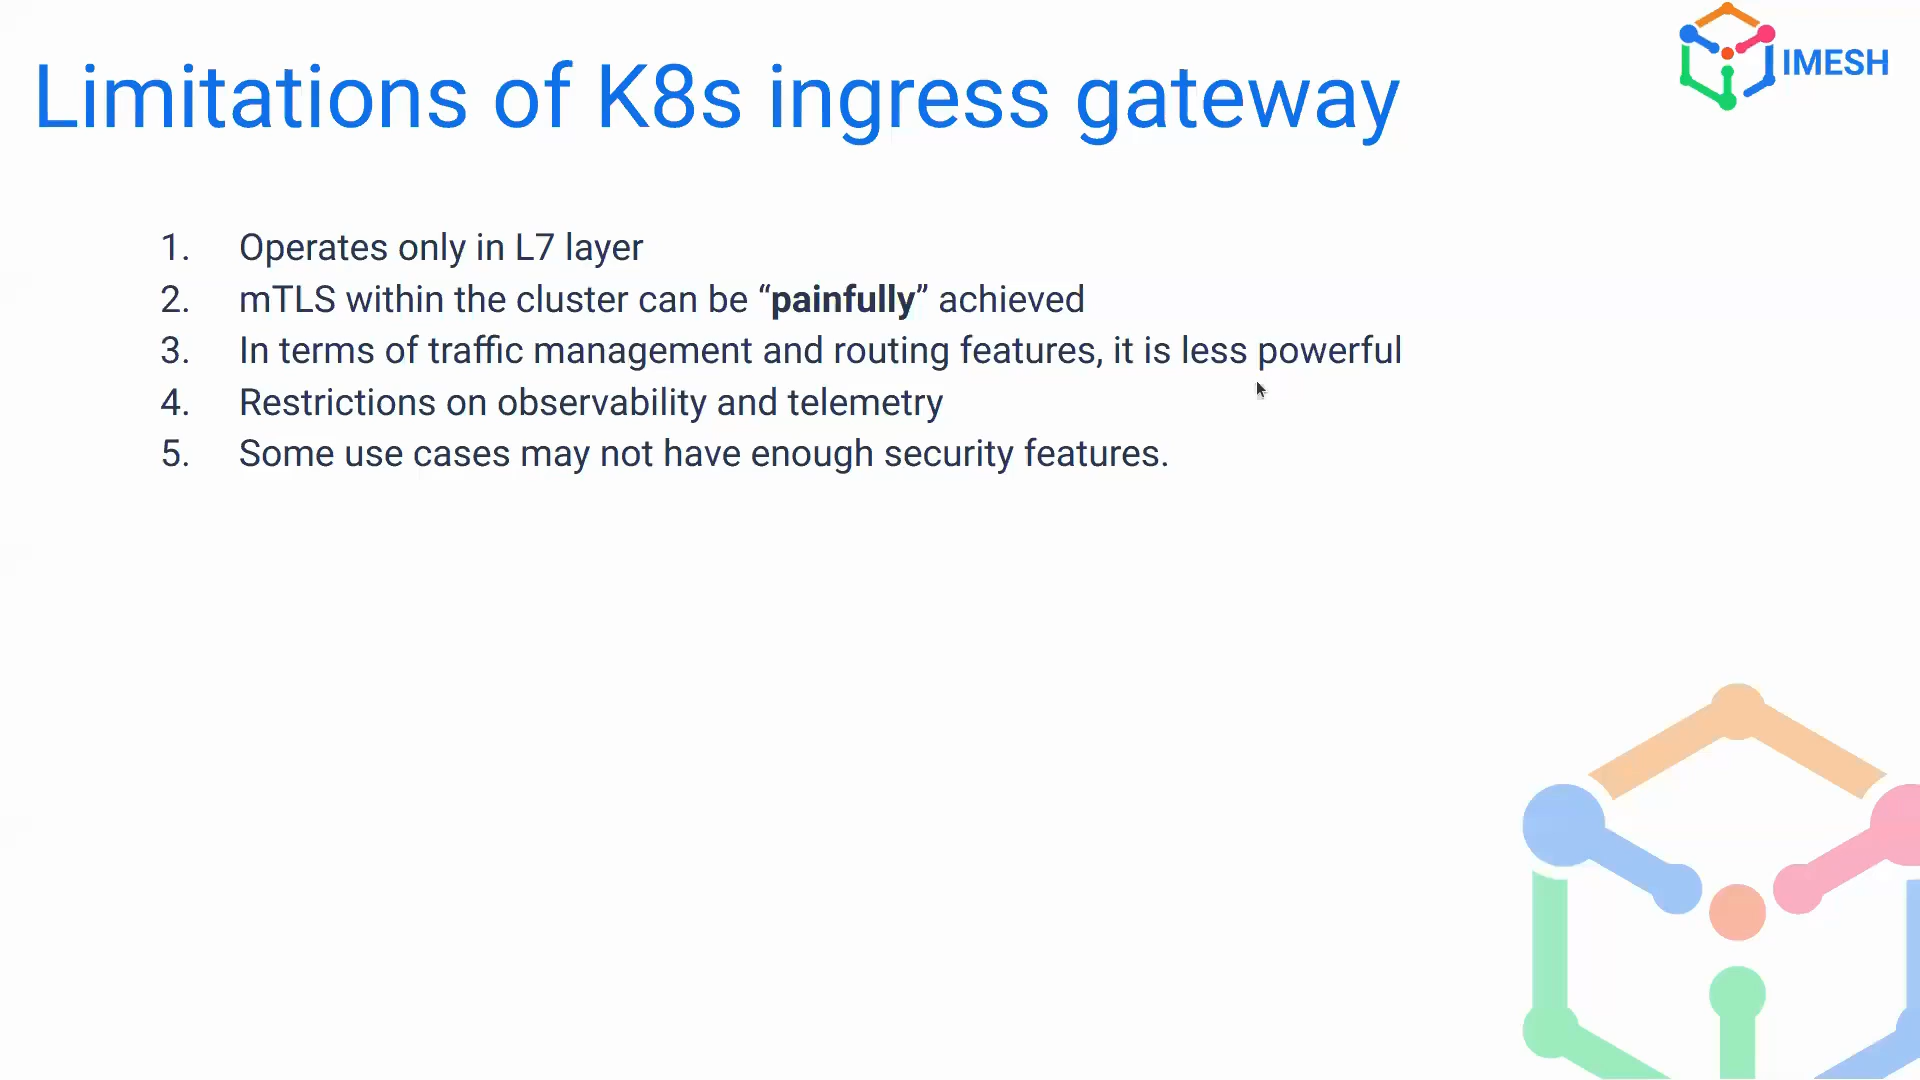 Limitations of K8s ingress gateway
IMESH
1. Operates only in L7 layer
2. mTLS within the cluster can be “painfully” achieved
3. In terms of traffic management and routing features, it is less powerful
4. Restrictions on observability and telemetry
5. Some use cases may not have enough security features.